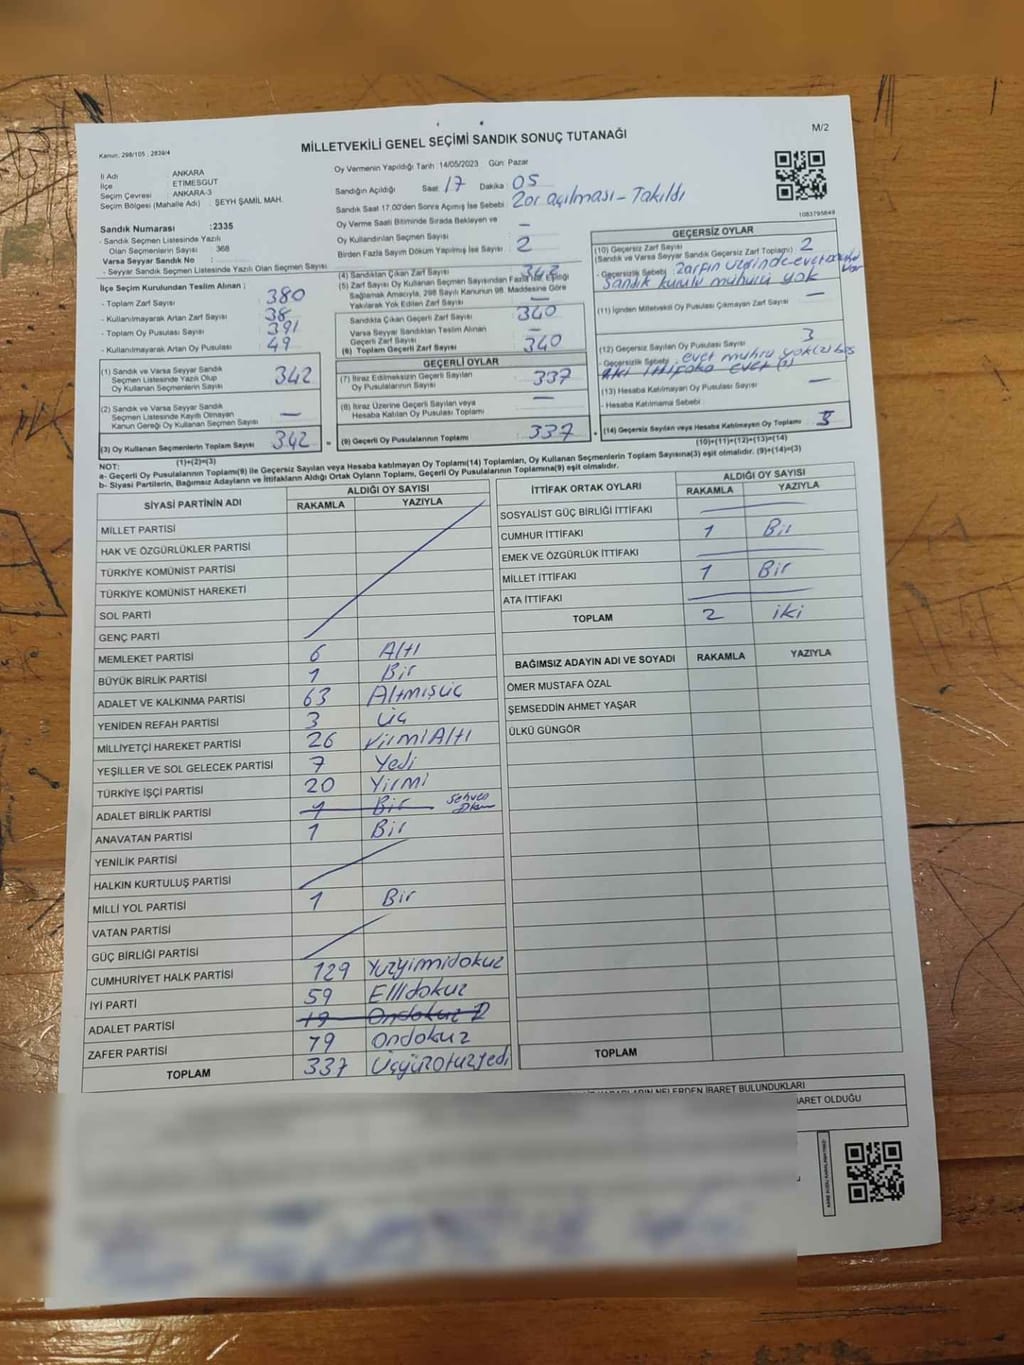 MİLLETVEKİLİ GENEL SEÇİMİ SANDIK SONUÇ TUTANAĞI
M/2
Kanun: 298/105 , 2839/4
İl Adı : ANKARA
İlçe : ETİMESGUT
Seçim Çevresi : ANKARA-3
Seçim Bölgesi (Mahalle Adı) : ŞEYH ŞAMİL MAH.
Sandık Numarası :2335
- Sandık Seçmen Listesinde Yazılı
Olan Seçmenlerin Sayısı : 368
Varsa Seyyar Sandık No :
- Seyyar Sandık Seçmen Listesinde Yazılı Olan Seçmen Sayısı
İlçe Seçim Kurulundan Teslim Alınan ;
- Toplam Zarf Sayısı : 380
- Kullanılmayarak Artan Zarf Sayısı : 38
- Toplam Oy Pusulası Sayısı : 391
- Kullanılmayarak Artan Oy Pusulası : 49
(1) Sandık ve Varsa Seyyar Sandık
Seçmen Listesinde Yazılı Olup
Oy Kullanan Seçmenlerin Sayısı 342
(2) Sandık ve Varsa Seyyar Sandık
Seçmen Listesinde Kayıtlı Olmayan
Kanun Gereği Oy Kullanan Seçmen Sayısı —
(3) Oy Kullanan Seçmenlerin Toplam Sayısı 342
(1)+(2)=(3)
Oy Vermenin Yapıldığı Tarih :14/05/2023 Gün: Pazar
Sandığın Açıldığı Saat 17 Dakika 05
Sandık Saat 17.00'den Sonra Açılmış İse Sebebi : Zor açılması - Takıldı
Oy Verme Saati Bitiminde Sırada Bekleyen ve
Oy Kullandırılan Seçmen Sayısı : —
Birden Fazla Sayım Döküm Yapılmış İse Sayısı : 2
(4) Sandıktan Çıkan Zarf Sayısı 342
(5) Zarf Sayısı Oy Kullanan Seçmen Sayısından Fazla İse, Eşitliği
Sağlamak Amacıyla, 298 Sayılı Kanunun 98. Maddesine Göre
Yakılarak Yok Edilen Zarf Sayısı —
Sandıkta Çıkan Geçerli Zarf Sayısı 340
Varsa Seyyar Sandıktan Teslim Alınan
Geçerli Zarf Sayısı —
(6) Toplam Geçerli Zarf Sayısı 340
GEÇERLİ OYLAR
(7) İtiraz Edilmeksizin Geçerli Sayılan
Oy Pusulalarının Sayısı 337
(8) İtiraz Üzerine Geçerli Sayılan veya
Hesaba Katılan Oy Pusulası Toplamı —
(9) Geçerli Oy Pusulalarının Toplamı : 337
1083795849
GEÇERSİZ OYLAR
(10) Geçersiz Zarf Sayısı
(Sandık ve Varsa Seyyar Sandık Geçersiz Zarf Toplamı) 2
- Geçersizlik Sebebi : Zarfın üzerinde evet mührü var
Sandık kurulu mührü yok
(11) İçinden Milletvekili Oy Pusulası Çıkmayan Zarf Sayısı —
(12) Geçersiz Sayılan Oy Pusulası Sayısı 3
- Geçersizlik Sebebi : evet mührü yok(2) boş
iki ittifaka evet (1)
(13) Hesaba Katılmayan Oy Pusulası Sayısı —
- Hesaba Katılmama Sebebi :
(14) Geçersiz Sayılan veya Hesaba Katılmayan Oy Toplamı 3
(10)+(11)+(12)+(13)=(14)
NOT:
a- Geçerli Oy Pusulalarının Toplamı(9) ile Geçersiz Sayılan veya Hesaba katılmayan Oy Toplamı(14) Toplamları, Oy Kullanan Seçmenlerin Toplam Sayısına(3) eşit olmalıdır. (9)+(14)=(3)
b- Siyasi Partilerin, Bağımsız Adayların ve İttifakların Aldığı Ortak Oyların Toplamı, Geçerli Oy Pusulalarının Toplamına(9) eşit olmalıdır.
SİYASİ PARTİNİN ADI ALDIĞI OY SAYISI
RAKAMLA YAZIYLA
MİLLET PARTİSİ
HAK VE ÖZGÜRLÜKLER PARTİSİ
TÜRKİYE KOMÜNİST PARTİSİ
TÜRKİYE KOMÜNİST HAREKETİ
SOL PARTİ
GENÇ PARTİ
MEMLEKET PARTİSİ 6 Altı
BÜYÜK BİRLİK PARTİSİ 1 Bir
ADALET VE KALKINMA PARTİSİ 63 Altmışüç
YENİDEN REFAH PARTİSİ 3 üç
MİLLİYETÇİ HAREKET PARTİSİ 26 YirmiAltı
YEŞİLLER VE SOL GELECEK PARTİSİ 7 Yedi
TÜRKİYE İŞÇİ PARTİSİ 20 Yirmi
ADALET BİRLİK PARTİSİ 1 Bir
ANAVATAN PARTİSİ 1 Bir
YENİLİK PARTİSİ
HALKIN KURTULUŞ PARTİSİ
MİLLİ YOL PARTİSİ 1 Bir
VATAN PARTİSİ
GÜÇ BİRLİĞİ PARTİSİ
CUMHURİYET HALK PARTİSİ 129 Yüzyirmidokuz
İYİ PARTİ 59 Ellidokuz
ADALET PARTİSİ 19 Ondokuz
ZAFER PARTİSİ 19 Ondokuz
TOPLAM 337 Üçyüzotuzyedi
İTTİFAK ORTAK OYLARI ALDIĞI OY SAYISI
RAKAMLA YAZIYLA
SOSYALİST GÜÇ BİRLİĞİ İTTİFAKI
CUMHUR İTTİFAKI 1 Bir
EMEK VE ÖZGÜRLÜK İTTİFAKI
MİLLET İTTİFAKI 1 Bir
ATA İTTİFAKI
TOPLAM 2 iki
BAĞIMSIZ ADAYIN ADI VE SOYADI RAKAMLA YAZIYLA
ÖMER MUSTAFA ÖZAL
ŞEMSEDDİN AHMET YAŞAR
ÜLKÜ GÜNGÖR
TOPLAM
NELERDEN İBARET BULUNDUKLARI
OLDUĞU